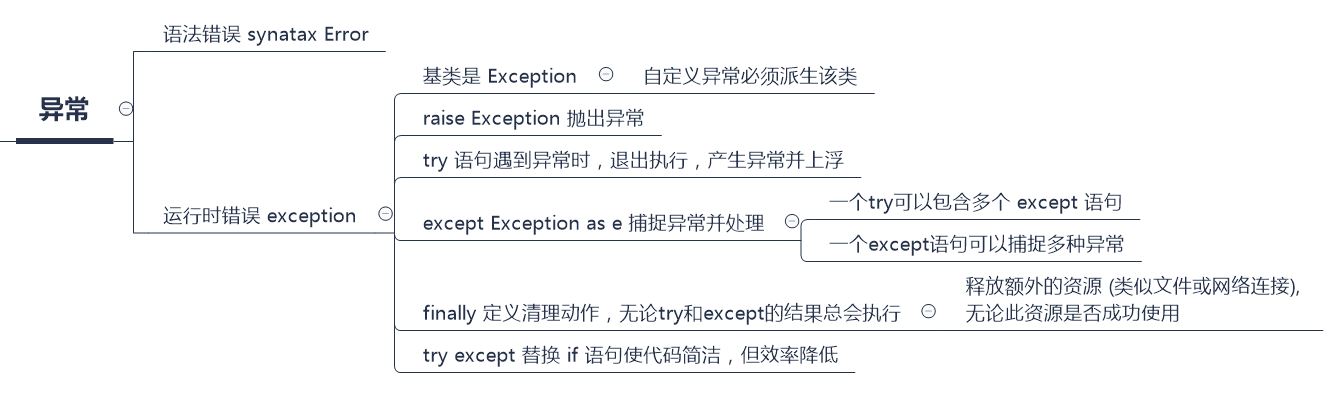 异常
语法错误 synatax Error
运行时错误 exception
基类是 Exception
自定义异常必须派生该类
raise Exception 抛出异常
try 语句遇到异常时，退出执行，产生异常并上浮
except Exception as e 捕捉异常并处理
一个try可以包含多个 except 语句
一个except语句可以捕捉多种异常
finally 定义清理动作，无论try和except的结果总会执行
释放额外的资源 (类似文件或网络连接),
无论此资源是否成功使用
try except 替换 if 语句使代码简洁，但效率降低